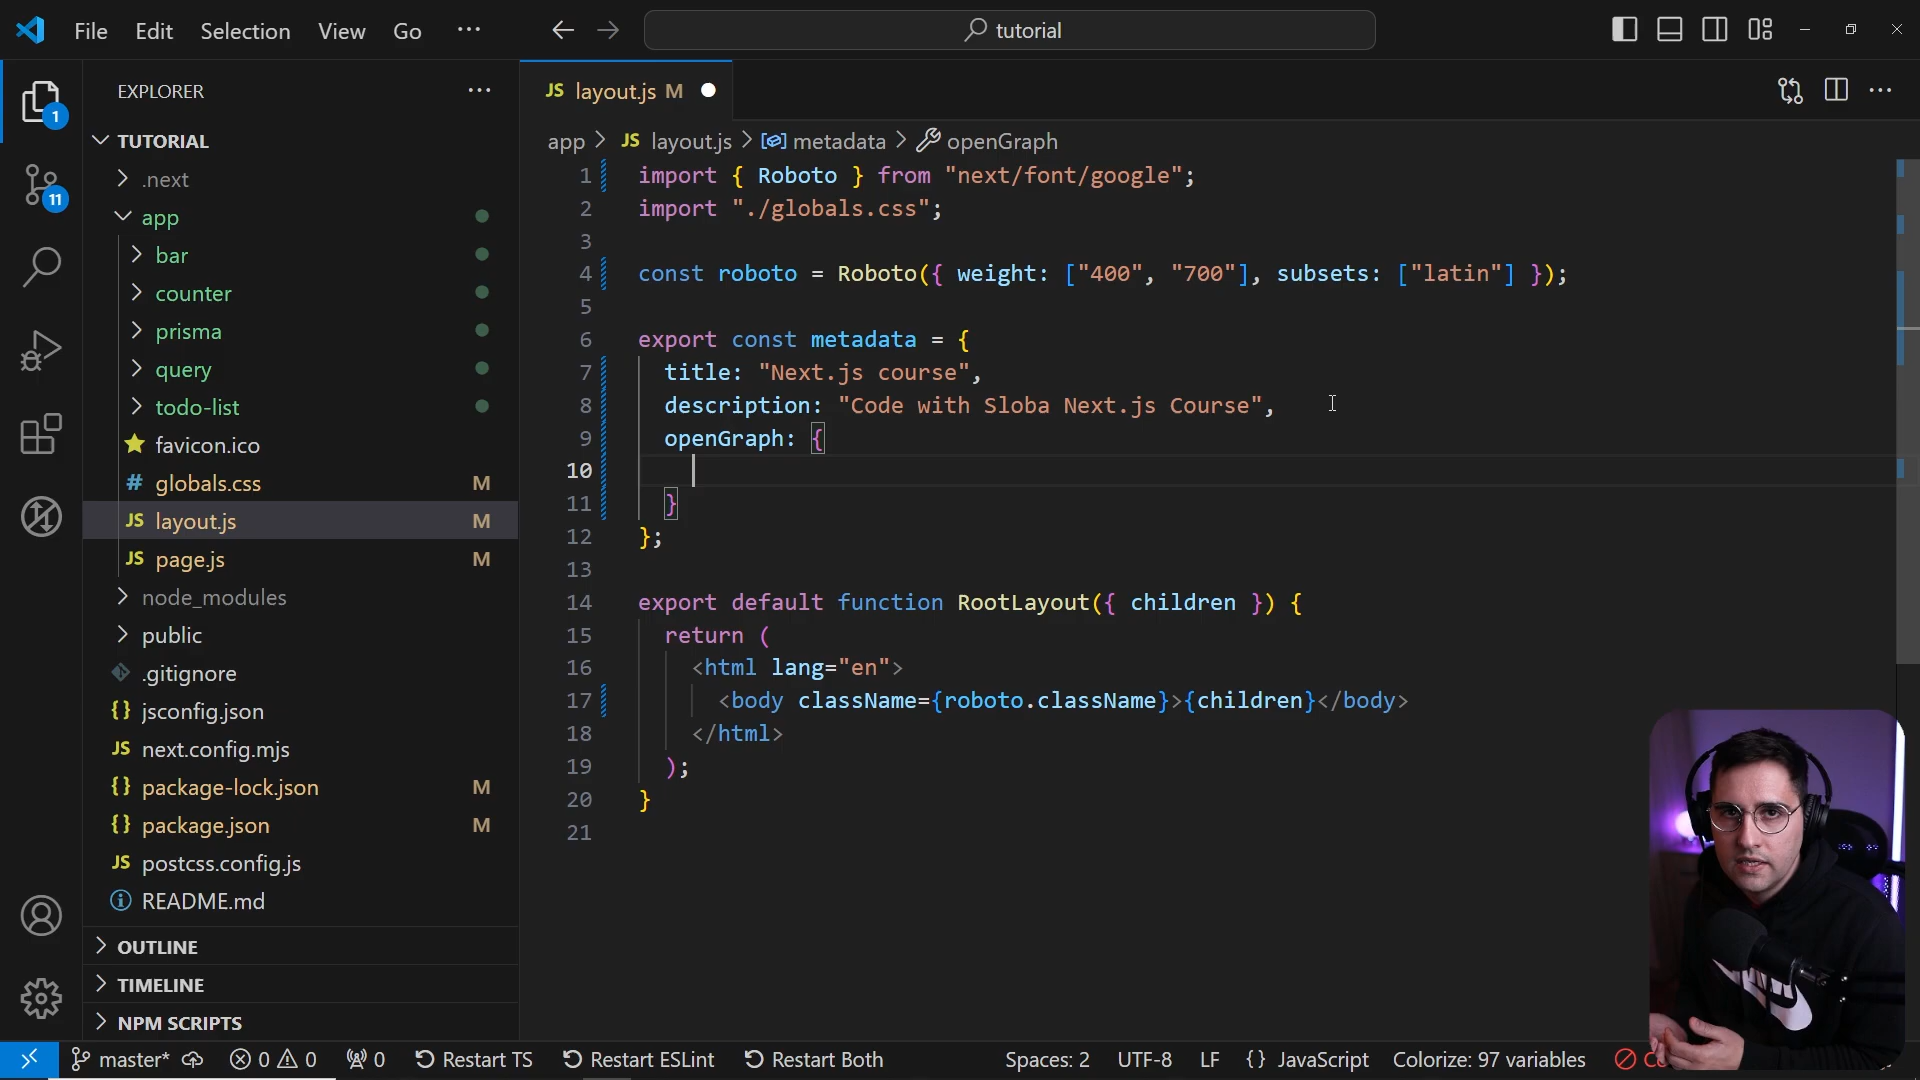 File Edit Selection View Go ···
tutorial
EXPLORER
TUTORIAL
.next
app
bar
counter
prisma
query
todo-list
favicon.ico
# globals.css M
JS layout.js M
JS page.js M
node_modules
public
.gitignore
{} jsconfig.json
JS next.config.mjs
{} package-lock.json M
{} package.json M
JS postcss.config.js
README.md
OUTLINE
TIMELINE
NPM SCRIPTS
1
11
JS layout.js M
app > JS layout.js > metadata > openGraph
1 import { Roboto } from "next/font/google";
2 import "./globals.css";
3
4 const roboto = Roboto({ weight: ["400", "700"], subsets: ["latin"] });
5
6 export const metadata = {
7 title: "Next.js course",
8 description: "Code with Sloba Next.js Course",
9 openGraph: {
10
11 }
12 };
13
14 export default function RootLayout({ children }) {
15 return (
16 <html lang="en">
17 <body className={roboto.className}>{children}</body>
18 </html>
19 );
20 }
21
master* 0 0 0 Restart TS Restart ESLint Restart Both Spaces: 2 UTF-8 LF {} JavaScript Colorize: 97 variables